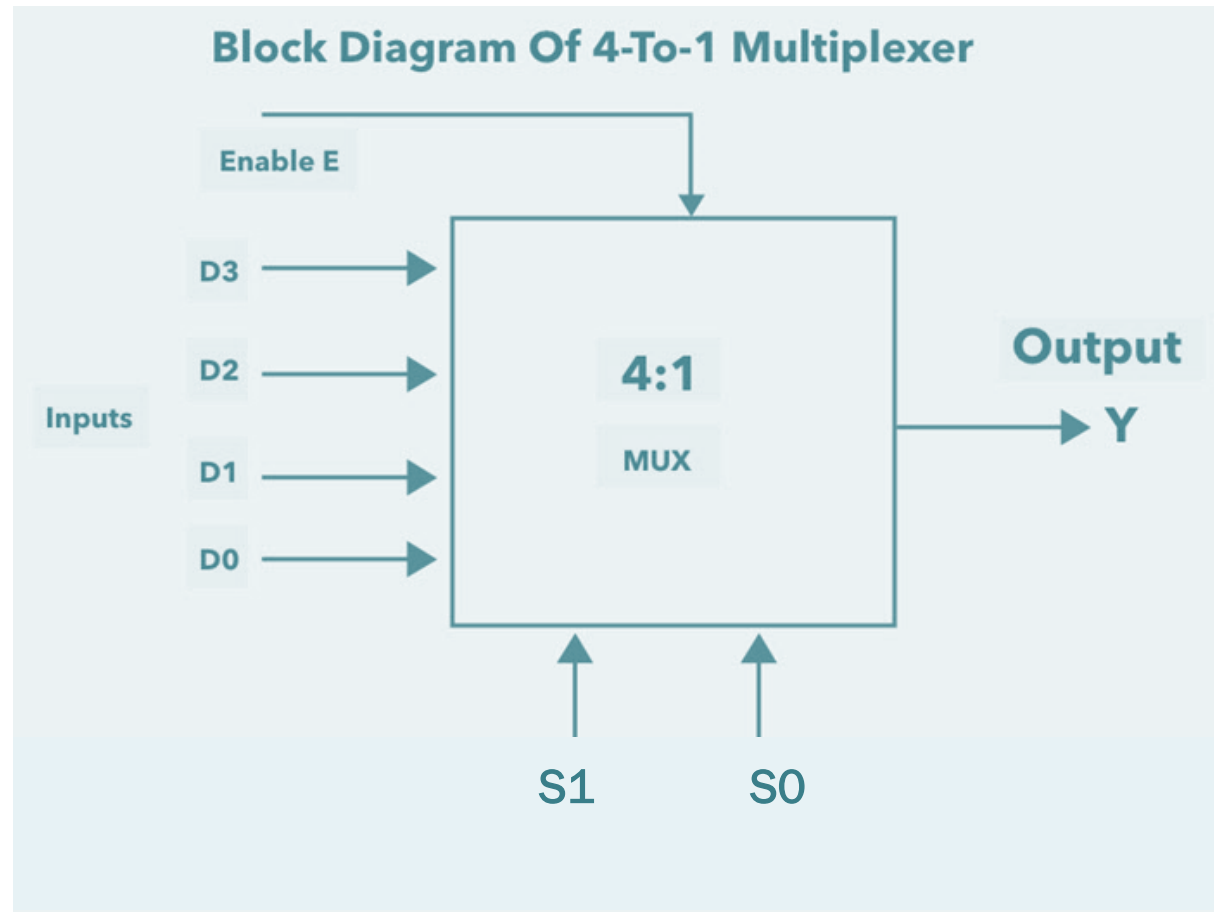 Block Diagram Of 4-To-1 Multiplexer
Enable E
D3
D2
Inputs
D1
D0
4:1
MUX
Output
Y
S1
S0